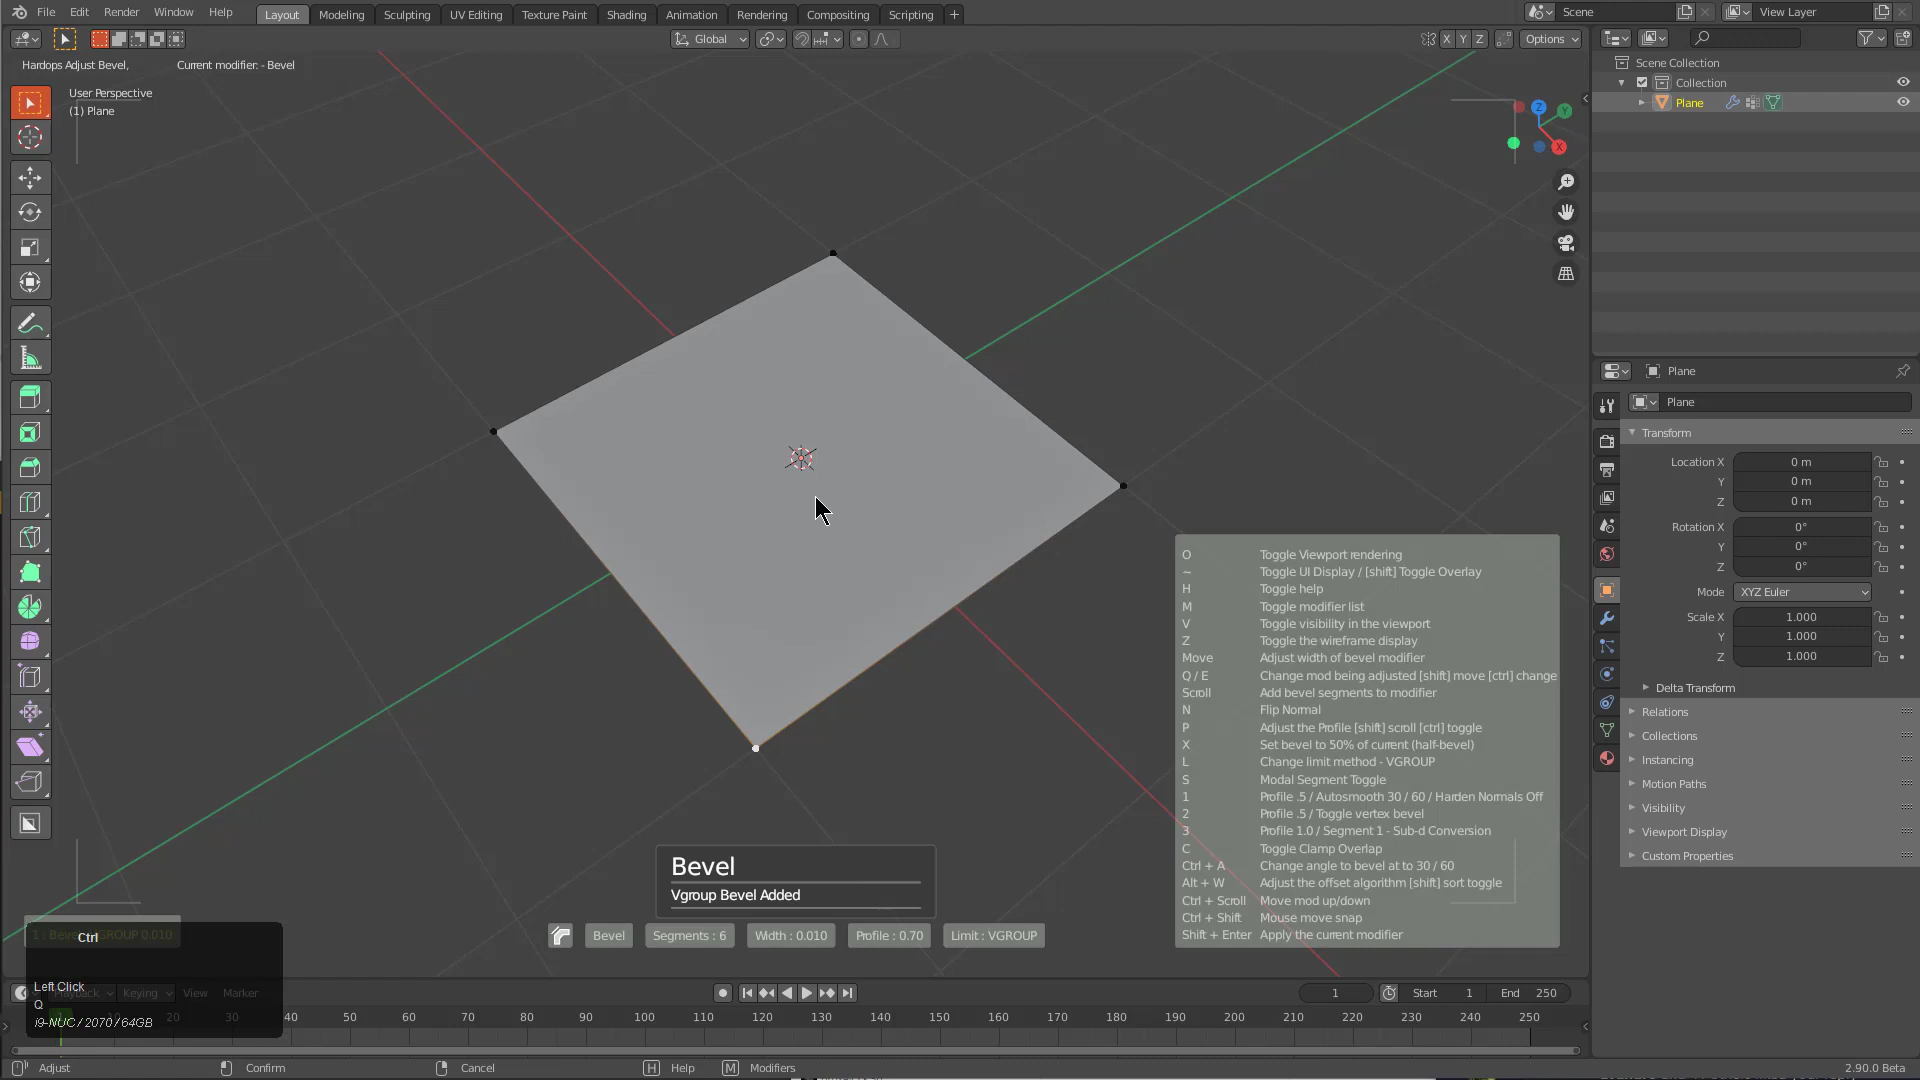 File Edit Render Window Help Layout Modeling Sculpting UV Editing Texture Paint Shading Animation Rendering Compositing Scripting Scene View Layer
Global X Y Z Options
Hardops Adjust Bevel, Current modifier: - Bevel
User Perspective
(1) Plane
Z Y X
Scene Collection
Collection
Plane
Plane
Plane
Transform
Location X 0 m
Y 0 m
Z 0 m
Rotation X 0°
Y 0°
Z 0°
Mode XYZ Euler
Scale X 1.000
Y 1.000
Z 1.000
Delta Transform
Relations
Collections
Instancing
Motion Paths
Visibility
Viewport Display
Custom Properties
O Toggle Viewport rendering
~ Toggle UI Display / [shift] Toggle Overlay
H Toggle help
M Toggle modifier list
V Toggle visibility in the viewport
Z Toggle the wireframe display
Move Adjust width of bevel modifier
Q / E Change mod being adjusted [shift] move [ctrl] change
Scroll Add bevel segments to modifier
N Flip Normal
P Adjust the Profile [shift] scroll [ctrl] toggle
X Set bevel to 50% of current (half-bevel)
L Change limit method - VGROUP
S Modal Segment Toggle
1 Profile .5 / Autosmooth 30 / 60 / Harden Normals Off
2 Profile .5 / Toggle vertex bevel
3 Profile 1.0 / Segment 1 - Sub-d Conversion
C Toggle Clamp Overlap
Ctrl + A Change angle to bevel at to 30 / 60
Alt + W Adjust the offset algorithm [shift] sort toggle
Ctrl + Scroll Move mod up/down
Ctrl + Shift Mouse move snap
Shift + Enter Apply the current modifier
Bevel
Vgroup Bevel Added
Bevel Segments : 6 Width : 0.010 Profile : 0.70 Limit : VGROUP
Ctrl
Left Click
Q
i9-NUC / 2070 / 64GB
Playback Keying View Marker 1 Start 1 End 250
20 30 40 50 60 70 80 90 100 110 120 130 140 150 160 170 180 190 200 210 220 230 240 250
Adjust Confirm Cancel H Help M Modifiers 2.90.0 Beta